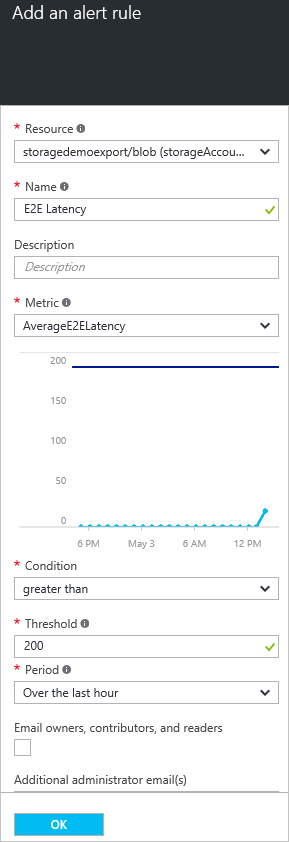 Add an alert rule
* Resource
storagedemoexport/blob (storageAccou...
* Name
E2E Latency
Description
Description
* Metric
AverageE2ELatency
200
150
100
50
0
6 PM May 3 6 AM 12 PM
* Condition
greater than
* Threshold
200
* Period
Over the last hour
Email owners, contributors, and readers
Additional administrator email(s)
OK